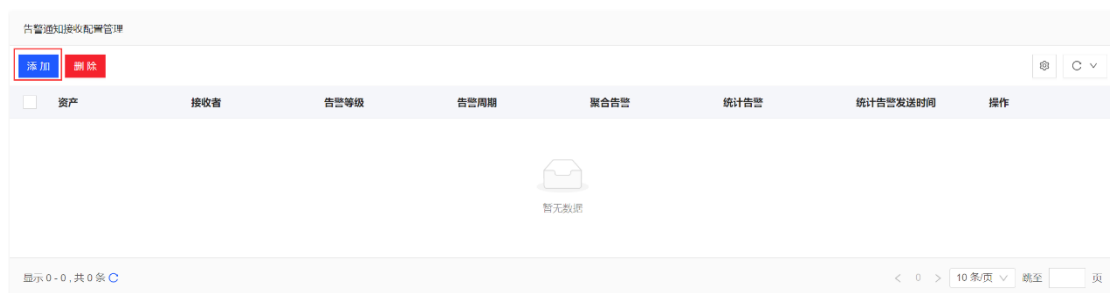 告警通知接收配置管理
添加 删除
资产 接收者 告警等级 告警周期 聚合告警 统计告警 统计告警发送时间 操作
暂无数据
显示 0 - 0 , 共 0 条 < 0 > 10 条/页 跳至 页